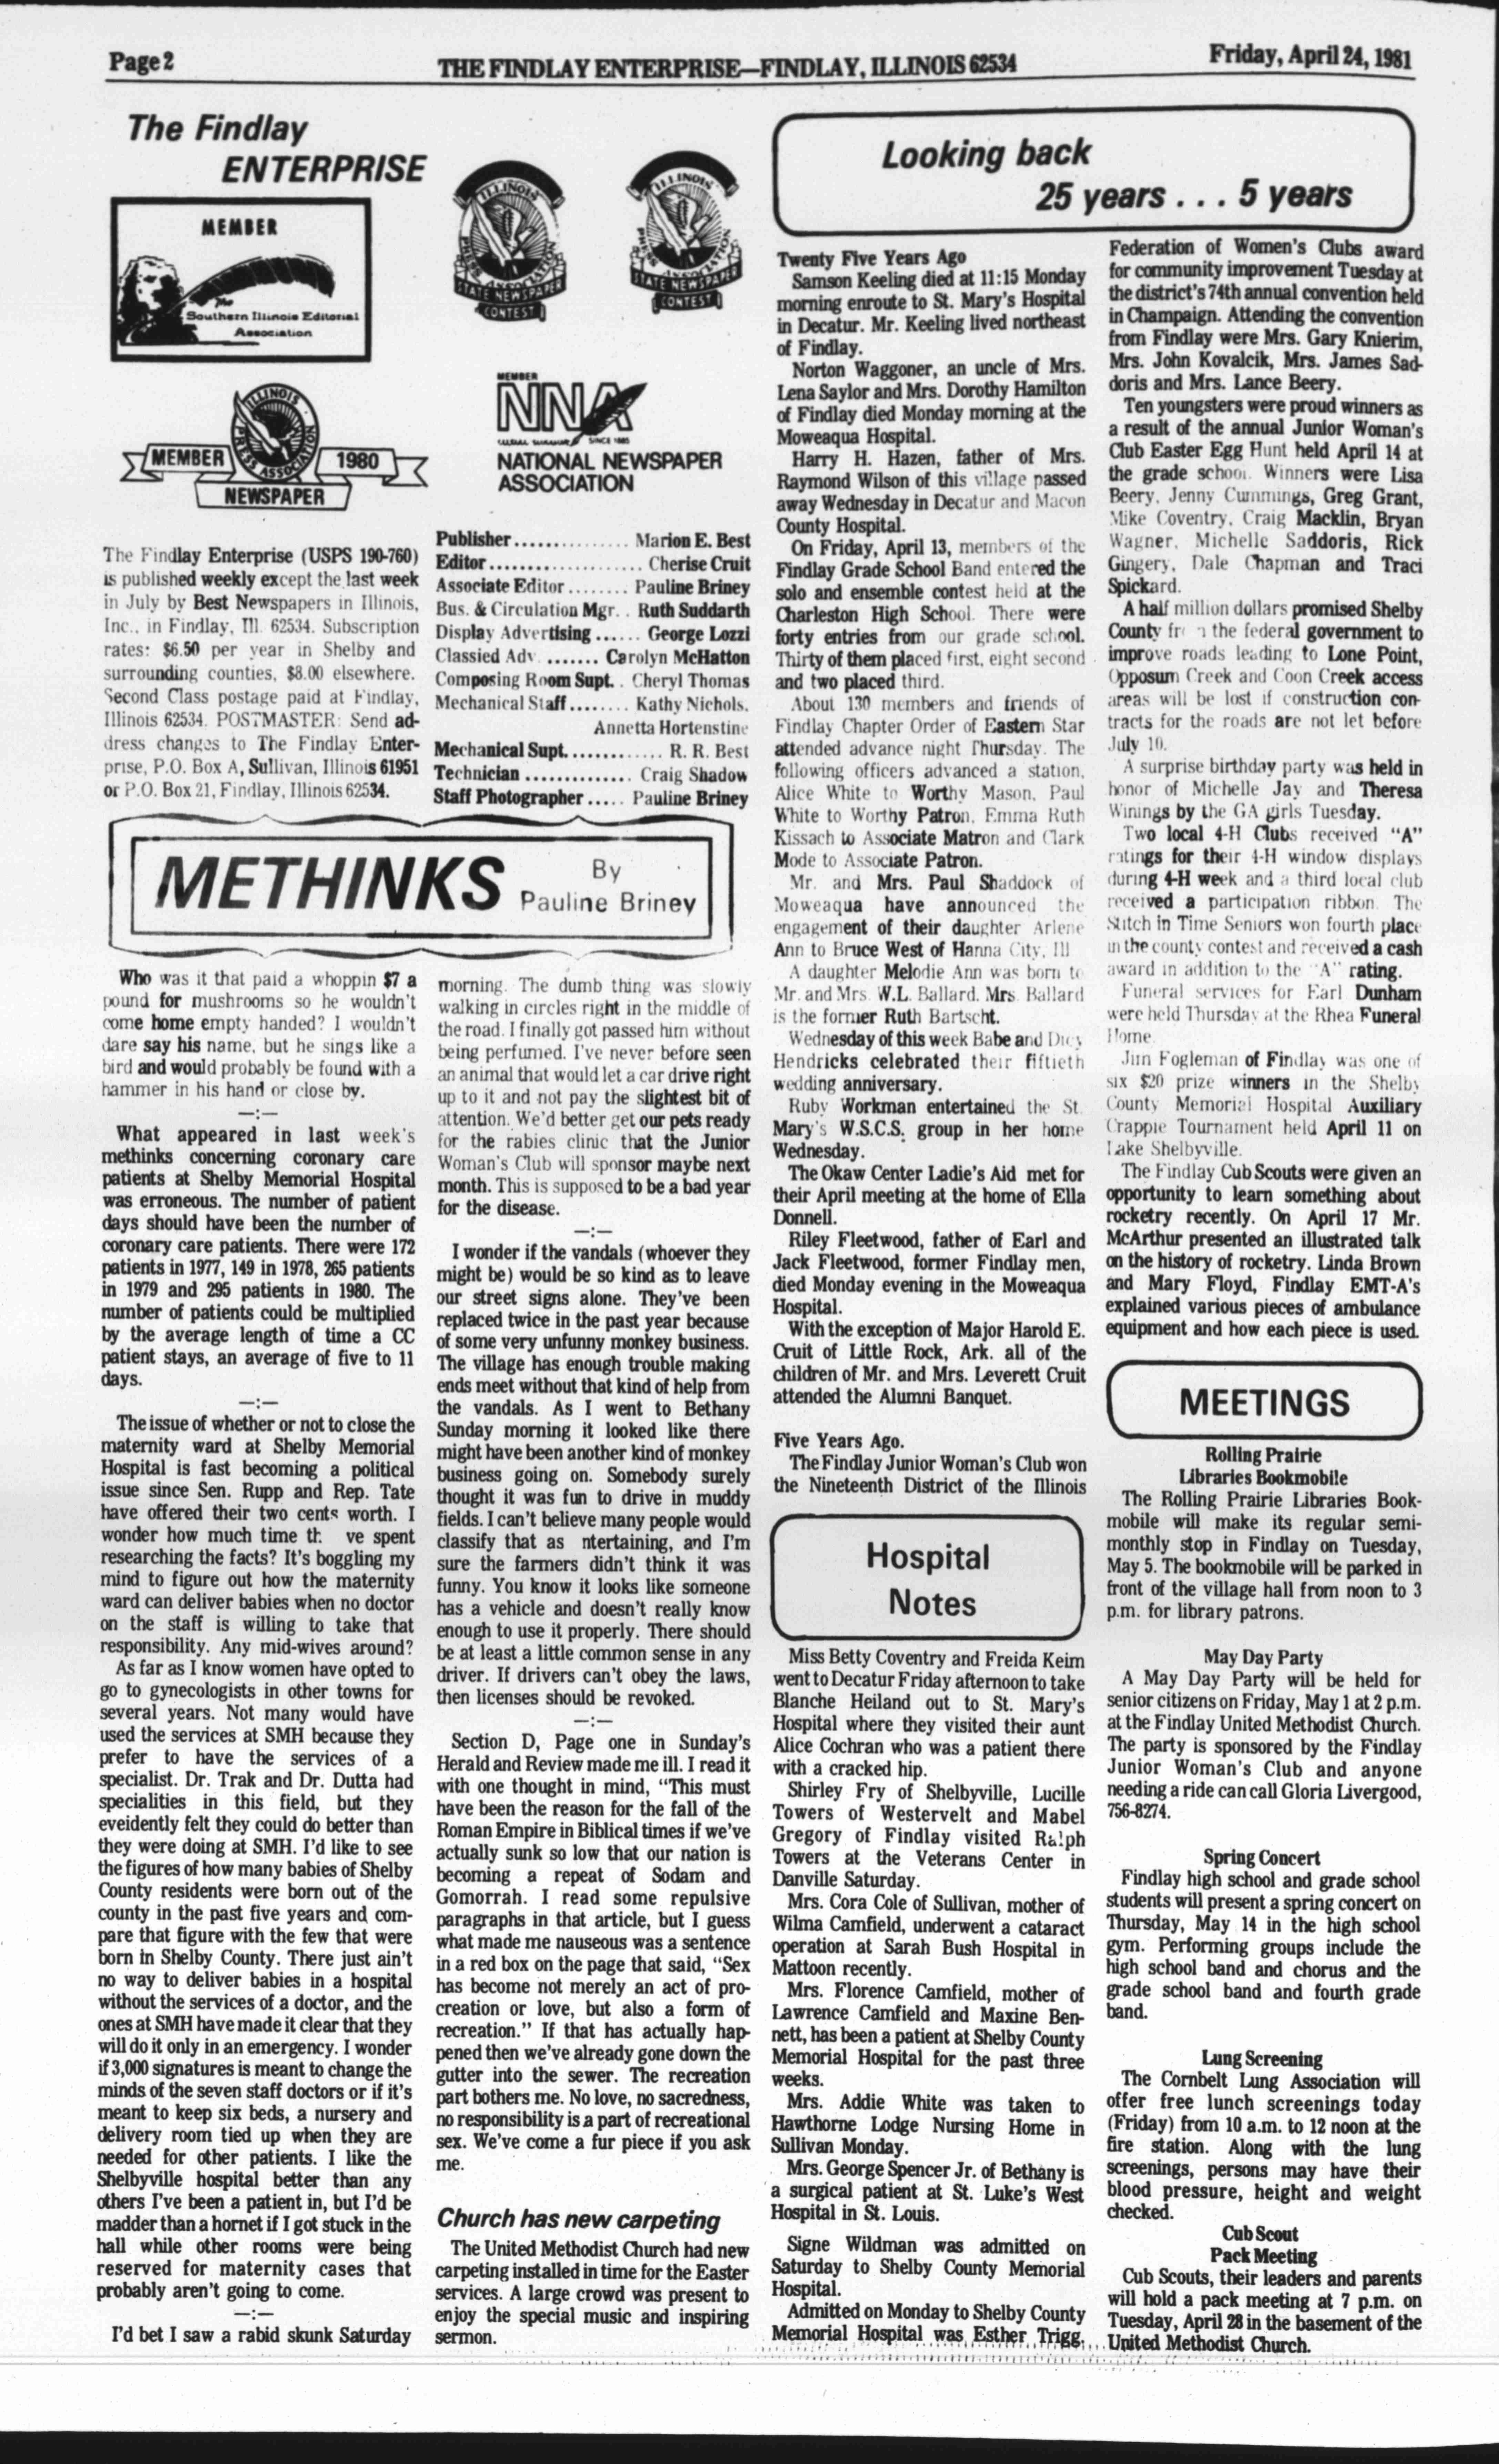 Page 2
THE FINDLAY ENTERPRISE—FINDLAY, ILLINOIS 62534
Friday, April 24, 1981
The Findlay
ENTERPRISE
MEMBER
The
Southern Illinois Editorial
Association
ILLINOIS
PRESS ASSOCIATION
STATE NEWSPAPER
CONTEST
ILLINOIS
PRESS ASSOCIATION
STATE NEWSPAPER
CONTEST
ILLINOIS
PRESS ASSOCIATION
MEMBER
1980
NEWSPAPER
MEMBER
NNA
SINCE 1885
NATIONAL NEWSPAPER
ASSOCIATION
The Findlay Enterprise (USPS 190-760)
is published weekly except the last week
in July by Best Newspapers in Illinois,
Inc., in Findlay, Ill. 62534. Subscription
rates: $6.50 per year in Shelby and
surrounding counties, $8.00 elsewhere.
Second Class postage paid at Findlay,
Illinois 62534. POSTMASTER: Send ad-
dress changes to The Findlay Enter-
prise, P.O. Box A, Sullivan, Illinois 61951
or P.O. Box 21, Findlay, Illinois 62534.
Publisher............... Marion E. Best
Editor.................... Cherise Cruit
Associate Editor........ Pauline Briney
Bus. & Circulation Mgr. . Ruth Suddarth
Display Advertising...... George Lozzi
Classied Adv. ....... Carolyn McHatton
Composing Room Supt. . Cheryl Thomas
Mechanical Staff........ Kathy Nichols,
Annetta Hortenstine
Mechanical Supt............. R. R. Best
Technician............. Craig Shadow
Staff Photographer..... Pauline Briney
METHINKS
By
Pauline Briney
Who was it that paid a whoppin $7 a
pound for mushrooms so he wouldn't
come home empty handed? I wouldn't
dare say his name, but he sings like a
bird and would probably be found with a
hammer in his hand or close by.
—:—
What appeared in last week's
methinks concerning coronary care
patients at Shelby Memorial Hospital
was erroneous. The number of patient
days should have been the number of
coronary care patients. There were 172
patients in 1977, 149 in 1978, 265 patients
in 1979 and 295 patients in 1980. The
number of patients could be multiplied
by the average length of time a CC
patient stays, an average of five to 11
days.
—:—
The issue of whether or not to close the
maternity ward at Shelby Memorial
Hospital is fast becoming a political
issue since Sen. Rupp and Rep. Tate
have offered their two cents worth. I
wonder how much time th ve spent
researching the facts? It's boggling my
mind to figure out how the maternity
ward can deliver babies when no doctor
on the staff is willing to take that
responsibility. Any mid-wives around?
As far as I know women have opted to
go to gynecologists in other towns for
several years. Not many would have
used the services at SMH because they
prefer to have the services of a
specialist. Dr. Trak and Dr. Dutta had
specialities in this field, but they
eveidently felt they could do better than
they were doing at SMH. I'd like to see
the figures of how many babies of Shelby
County residents were born out of the
county in the past five years and com-
pare that figure with the few that were
born in Shelby County. There just ain't
no way to deliver babies in a hospital
without the services of a doctor, and the
ones at SMH have made it clear that they
will do it only in an emergency. I wonder
if 3,000 signatures is meant to change the
minds of the seven staff doctors or if it's
meant to keep six beds, a nursery and
delivery room tied up when they are
needed for other patients. I like the
Shelbyville hospital better than any
others I've been a patient in, but I'd be
madder than a hornet if I got stuck in the
hall while other rooms were being
reserved for maternity cases that
probably aren't going to come.
—:—
I'd bet I saw a rabid skunk Saturday
morning. The dumb thing was slowly
walking in circles right in the middle of
the road. I finally got passed him without
being perfumed. I've never before seen
an animal that would let a car drive right
up to it and not pay the slightest bit of
attention. We'd better get our pets ready
for the rabies clinic that the Junior
Woman's Club will sponsor maybe next
month. This is supposed to be a bad year
for the disease.
—:—
I wonder if the vandals (whoever they
might be) would be so kind as to leave
our street signs alone. They've been
replaced twice in the past year because
of some very unfunny monkey business.
The village has enough trouble making
ends meet without that kind of help from
the vandals. As I went to Bethany
Sunday morning it looked like there
might have been another kind of monkey
business going on. Somebody surely
thought it was fun to drive in muddy
fields. I can't believe many people would
classify that as ntertaining, and I'm
sure the farmers didn't think it was
funny. You know it looks like someone
has a vehicle and doesn't really know
enough to use it properly. There should
be at least a little common sense in any
driver. If drivers can't obey the laws,
then licenses should be revoked.
—:—
Section D, Page one in Sunday's
Herald and Review made me ill. I read it
with one thought in mind, "This must
have been the reason for the fall of the
Roman Empire in Biblical times if we've
actually sunk so low that our nation is
becoming a repeat of Sodam and
Gomorrah. I read some repulsive
paragraphs in that article, but I guess
what made me nauseous was a sentence
in a red box on the page that said, "Sex
has become not merely an act of pro-
creation or love, but also a form of
recreation." If that has actually hap-
pened then we've already gone down the
gutter into the sewer. The recreation
part bothers me. No love, no sacredness,
no responsibility is a part of recreational
sex. We've come a fur piece if you ask
me.
Church has new carpeting
The United Methodist Church had new
carpeting installed in time for the Easter
services. A large crowd was present to
enjoy the special music and inspiring
sermon.
Looking back
25 years . . . 5 years
Twenty Five Years Ago
Samson Keeling died at 11:15 Monday
morning enroute to St. Mary's Hospital
in Decatur. Mr. Keeling lived northeast
of Findlay.
Norton Waggoner, an uncle of Mrs.
Lena Saylor and Mrs. Dorothy Hamilton
of Findlay died Monday morning at the
Moweaqua Hospital.
Harry H. Hazen, father of Mrs.
Raymond Wilson of this village passed
away Wednesday in Decatur and Macon
County Hospital.
On Friday, April 13, members of the
Findlay Grade School Band entered the
solo and ensemble contest held at the
Charleston High School. There were
forty entries from our grade school.
Thirty of them placed first, eight second
and two placed third.
About 130 members and friends of
Findlay Chapter Order of Eastern Star
attended advance night Thursday. The
following officers advanced a station,
Alice White to Worthy Mason, Paul
White to Worthy Patron, Emma Ruth
Kissach to Associate Matron and Clark
Mode to Associate Patron.
Mr. and Mrs. Paul Shaddock of
Moweaqua have announced the
engagement of their daughter Arlene
Ann to Bruce West of Hanna City, Ill
A daughter Melodie Ann was born to
Mr. and Mrs. W.L. Ballard. Mrs. Ballard
is the former Ruth Bartscht.
Wednesday of this week Babe and Dicy
Hendricks celebrated their fiftieth
wedding anniversary.
Ruby Workman entertained the St.
Mary's W.S.C.S. group in her home
Wednesday.
The Okaw Center Ladie's Aid met for
their April meeting at the home of Ella
Donnell.
Riley Fleetwood, father of Earl and
Jack Fleetwood, former Findlay men,
died Monday evening in the Moweaqua
Hospital.
With the exception of Major Harold E.
Cruit of Little Rock, Ark. all of the
children of Mr. and Mrs. Leverett Cruit
attended the Alumni Banquet.
Five Years Ago.
The Findlay Junior Woman's Club won
the Nineteenth District of the Illinois
Federation of Women's Clubs award
for community improvement Tuesday at
the district's 74th annual convention held
in Champaign. Attending the convention
from Findlay were Mrs. Gary Knierim,
Mrs. John Kovalcik, Mrs. James Sad-
doris and Mrs. Lance Beery.
Ten youngsters were proud winners as
a result of the annual Junior Woman's
Club Easter Egg Hunt held April 14 at
the grade school. Winners were Lisa
Beery, Jenny Cummings, Greg Grant,
Mike Coventry, Craig Macklin, Bryan
Wagner, Michelle Saddoris, Rick
Gingery, Dale Chapman and Traci
Spickard.
A half million dollars promised Shelby
County fr the federal government to
improve roads leading to Lone Point,
Opposum Creek and Coon Creek access
areas will be lost if construction con-
tracts for the roads are not let before
July 10.
A surprise birthday party was held in
honor of Michelle Jay and Theresa
Winings by the GA girls Tuesday.
Two local 4-H Clubs received "A"
ratings for their 4-H window displays
during 4-H week and a third local club
received a participation ribbon. The
Stitch in Time Seniors won fourth place
in the county contest and received a cash
award in addition to the "A" rating.
Funeral services for Earl Dunham
were held Thursday at the Rhea Funeral
Home.
Jim Fogleman of Findlay was one of
six $20 prize winners in the Shelby
County Memorial Hospital Auxiliary
Crappie Tournament held April 11 on
Lake Shelbyville.
The Findlay Cub Scouts were given an
opportunity to learn something about
rocketry recently. On April 17 Mr.
McArthur presented an illustrated talk
on the history of rocketry. Linda Brown
and Mary Floyd, Findlay EMT-A's
explained various pieces of ambulance
equipment and how each piece is used.
Hospital
Notes
Miss Betty Coventry and Freida Keim
went to Decatur Friday afternoon to take
Blanche Heiland out to St. Mary's
Hospital where they visited their aunt
Alice Cochran who was a patient there
with a cracked hip.
Shirley Fry of Shelbyville, Lucille
Towers of Westervelt and Mabel
Gregory of Findlay visited Ralph
Towers at the Veterans Center in
Danville Saturday.
Mrs. Cora Cole of Sullivan, mother of
Wilma Camfield, underwent a cataract
operation at Sarah Bush Hospital in
Mattoon recently.
Mrs. Florence Camfield, mother of
Lawrence Camfield and Maxine Ben-
nett, has been a patient at Shelby County
Memorial Hospital for the past three
weeks.
Mrs. Addie White was taken to
Hawthorne Lodge Nursing Home in
Sullivan Monday.
Mrs. George Spencer Jr. of Bethany is
a surgical patient at St. Luke's West
Hospital in St. Louis.
Signe Wildman was admitted on
Saturday to Shelby County Memorial
Hospital.
Admitted on Monday to Shelby County
Memorial Hospital was Esther Trigg,
MEETINGS
Rolling Prairie
Libraries Bookmobile
The Rolling Prairie Libraries Book-
mobile will make its regular semi-
monthly stop in Findlay on Tuesday,
May 5. The bookmobile will be parked in
front of the village hall from noon to 3
p.m. for library patrons.
May Day Party
A May Day Party will be held for
senior citizens on Friday, May 1 at 2 p.m.
at the Findlay United Methodist Church.
The party is sponsored by the Findlay
Junior Woman's Club and anyone
needing a ride can call Gloria Livergood,
756-8274.
Spring Concert
Findlay high school and grade school
students will present a spring concert on
Thursday, May 14 in the high school
gym. Performing groups include the
high school band and chorus and the
grade school band and fourth grade
band.
Lung Screening
The Cornbelt Lung Association will
offer free lunch screenings today
(Friday) from 10 a.m. to 12 noon at the
fire station. Along with the lung
screenings, persons may have their
blood pressure, height and weight
checked.
Cub Scout
Pack Meeting
Cub Scouts, their leaders and parents
will hold a pack meeting at 7 p.m. on
Tuesday, April 28 in the basement of the
United Methodist Church.